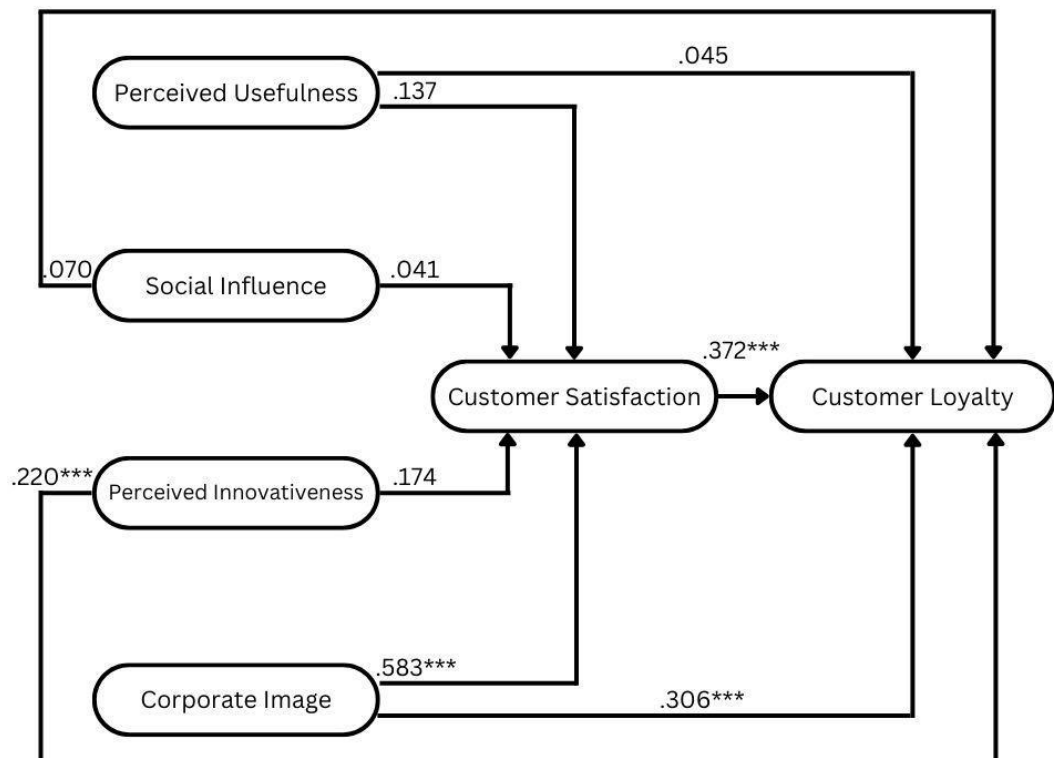 .045
Perceived Usefulness
.137
.070
Social Influence
.041
.372***
Customer Satisfaction
Customer Loyalty
.220***
Perceived Innovativeness
.174
.583***
Corporate Image
.306***